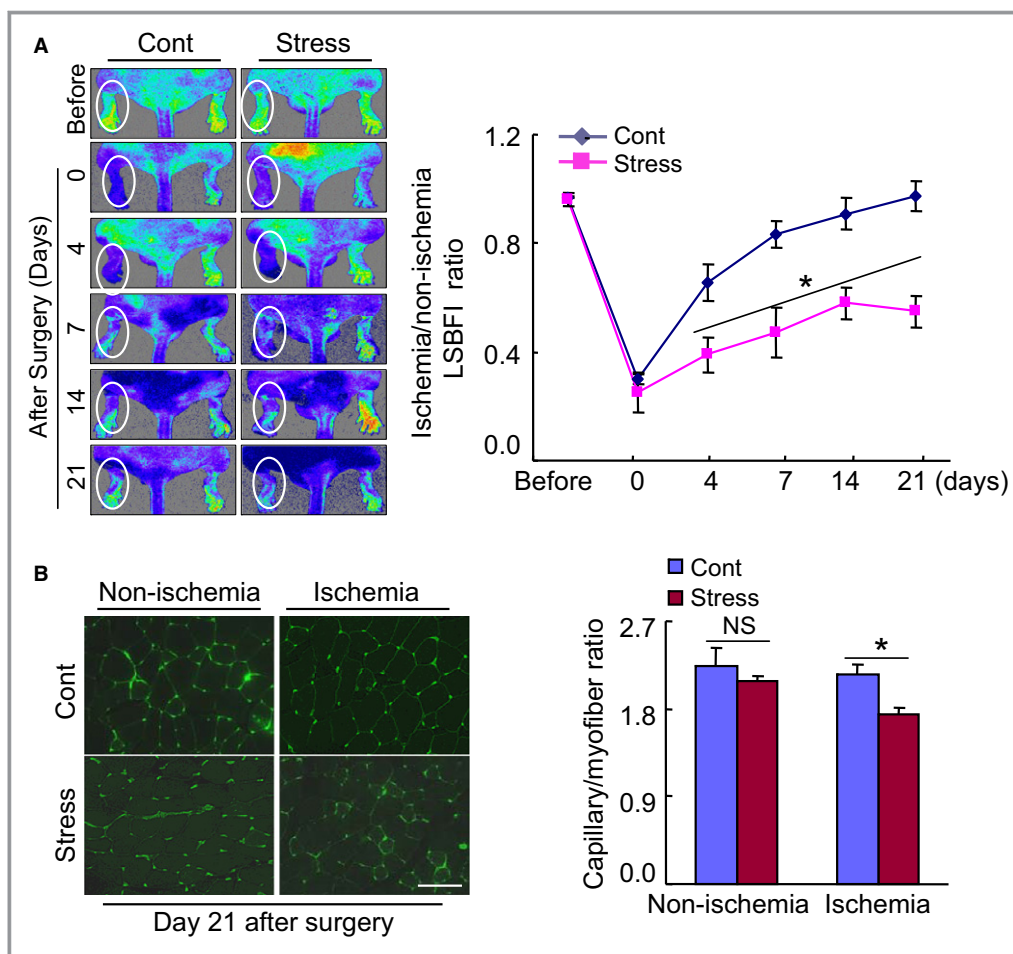 A
Cont Stress
Before
0
4
7
14
21
After Surgery (Days)
Ischemia/non-ischemia
LSBFI ratio
1.2
0.8
0.4
0.0
Cont
Stress
*
Before 0 4 7 14 21 (days)
B
Non-ischemia Ischemia
Cont
Stress
Day 21 after surgery
Capillary/myofiber ratio
2.7
1.8
0.9
0.0
Cont
Stress
NS
*
Non-ischemia Ischemia